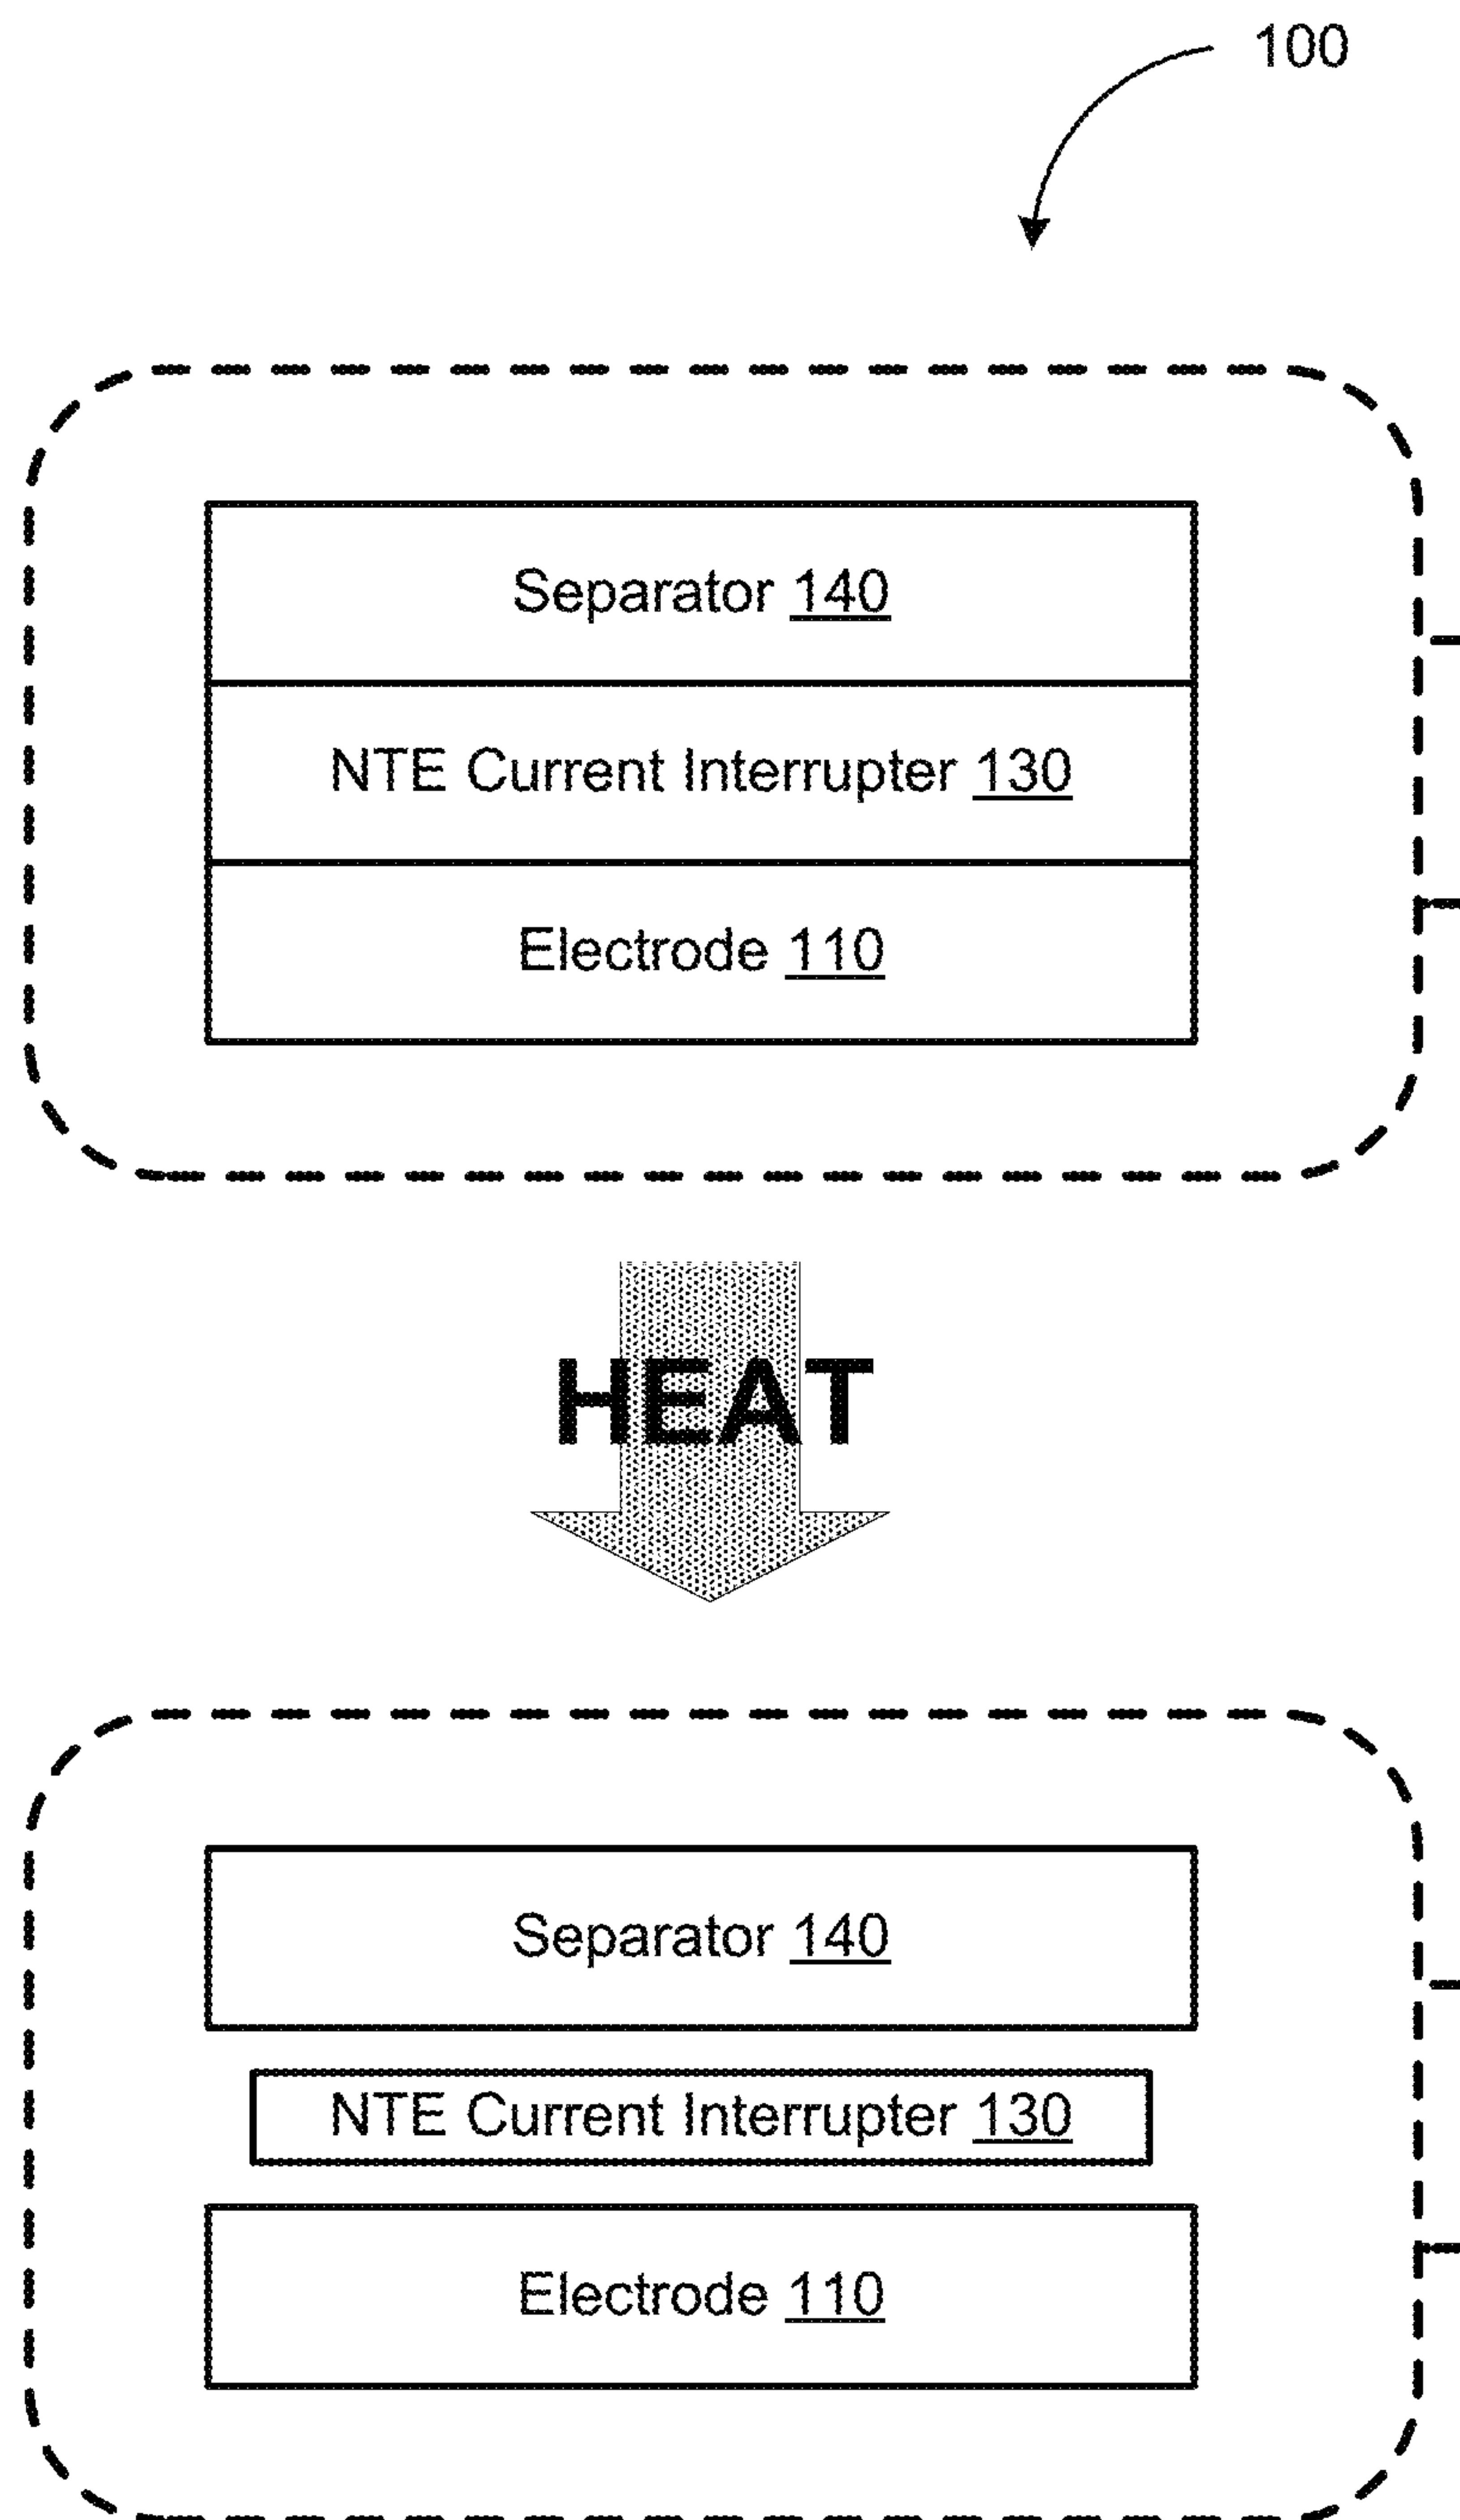 100
Separator 140
NTE Current Interrupter 130
Electrode 110
HEAT
Separator 140
NTE Current Interrupter 130
Electrode 110